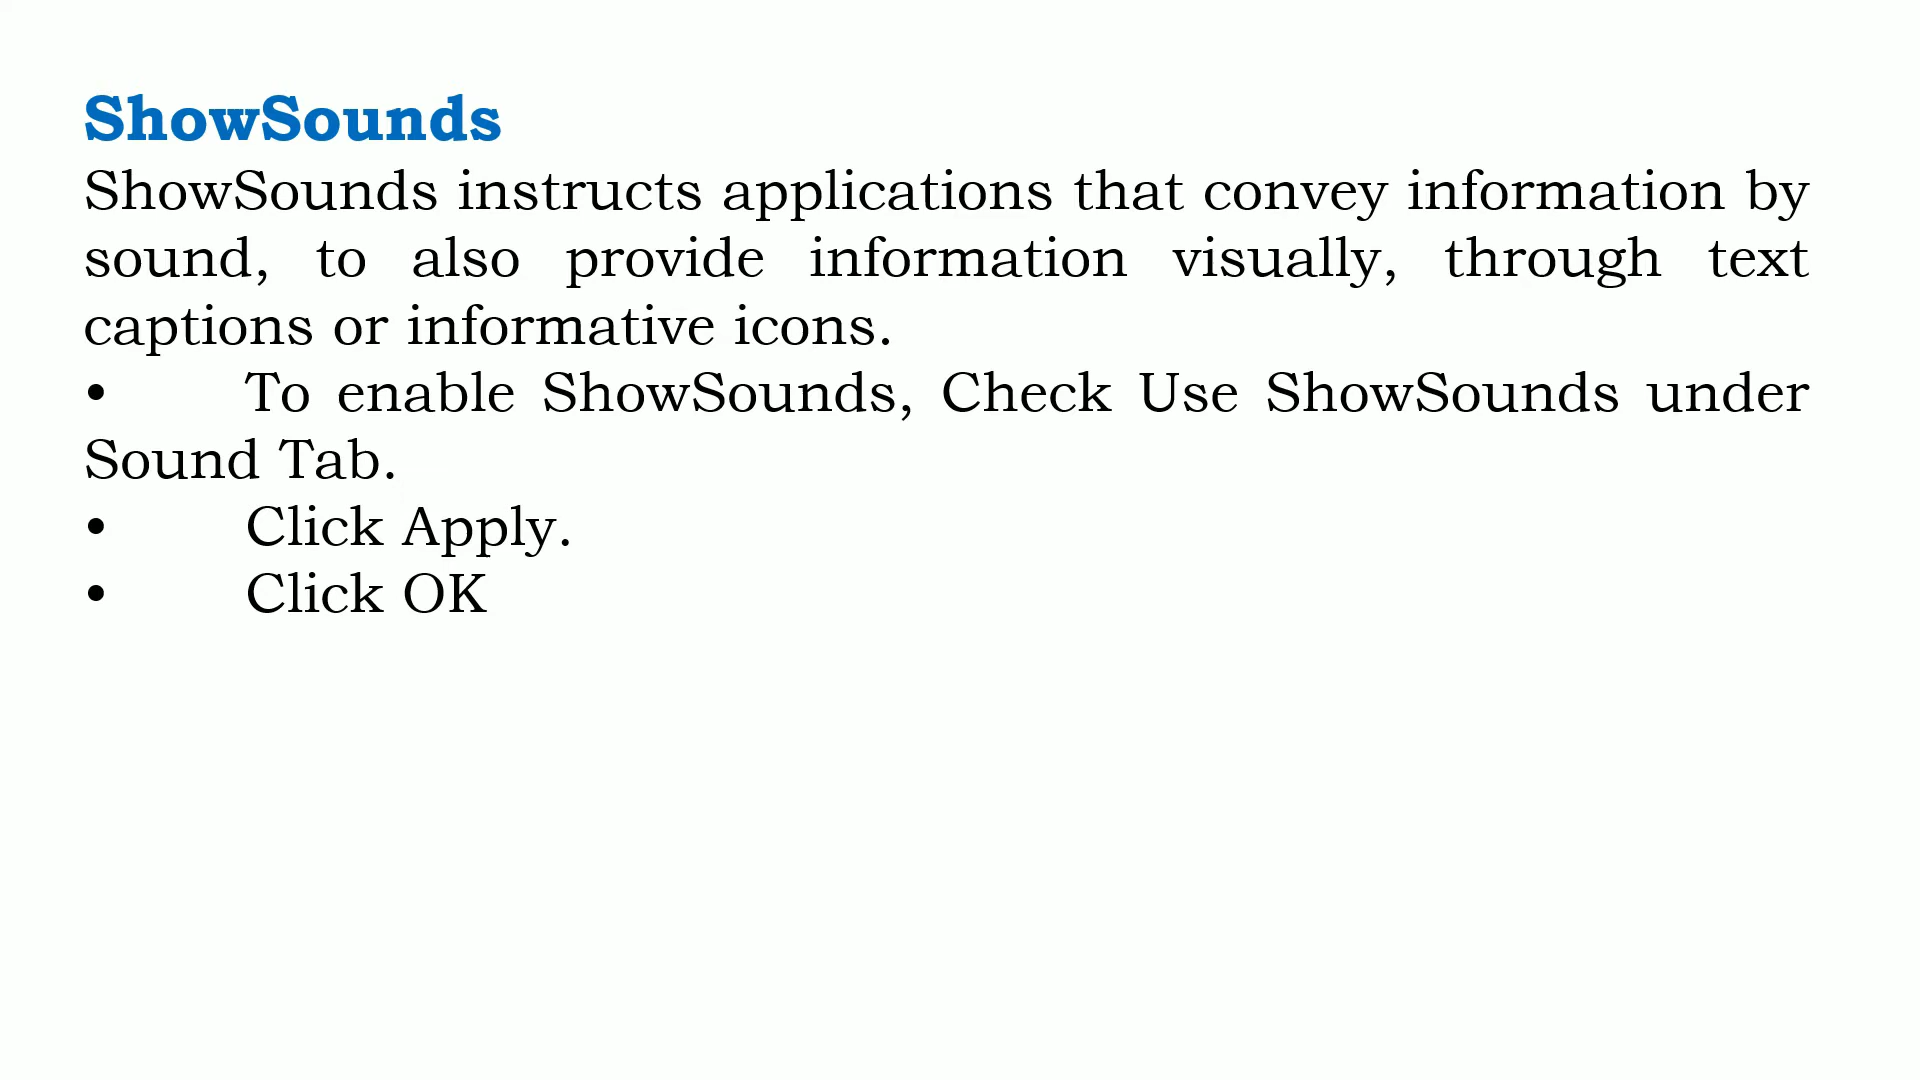 ShowSounds
ShowSounds instructs applications that convey information by
sound, to also provide information visually, through text
captions or informative icons.
• To enable ShowSounds, Check Use ShowSounds under
Sound Tab.
• Click Apply.
• Click OK